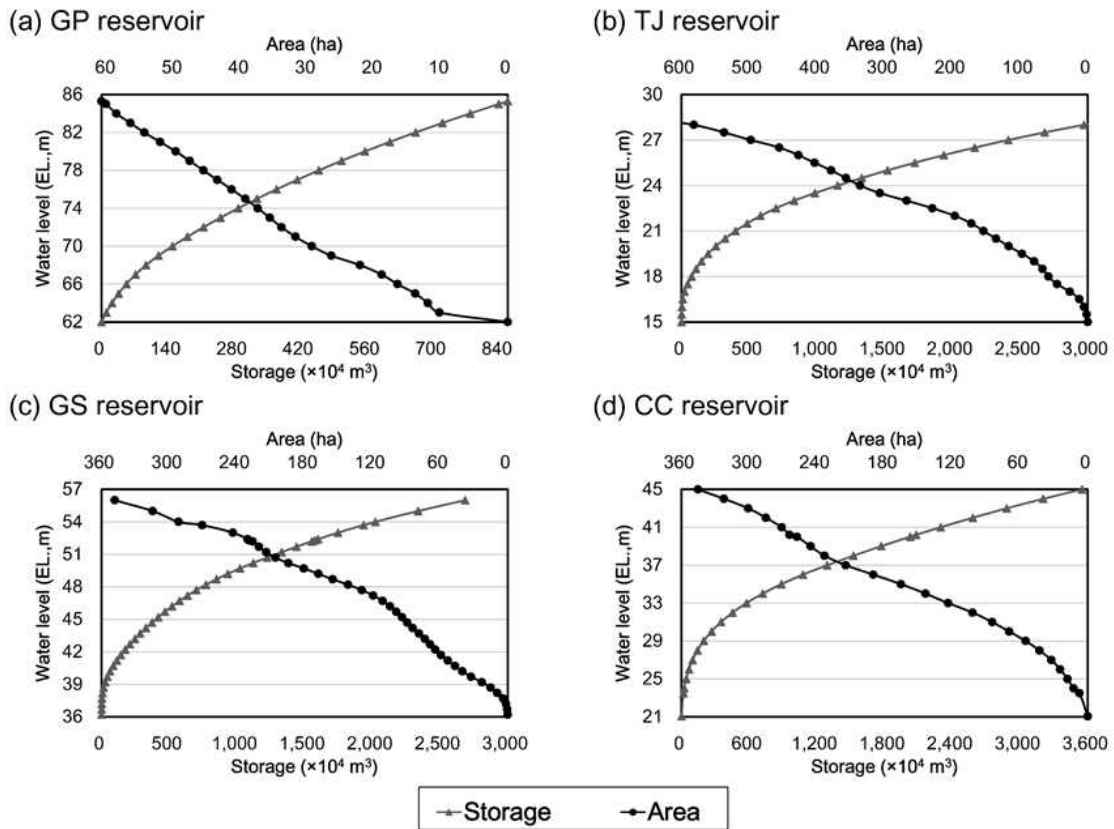 (a) GP reservoir
Area (ha)
60 50 40 30 20 10 0
86
82
78
74
70
66
62
Water level (EL.,m)
0 140 280 420 560 700 840
Storage (×10⁴ m³)
(b) TJ reservoir
Area (ha)
600 500 400 300 200 100 0
30
27
24
21
18
15
Water level (EL.,m)
0 500 1,000 1,500 2,000 2,500 3,000
Storage (×10⁴ m³)
(c) GS reservoir
Area (ha)
360 300 240 180 120 60 0
57
54
51
48
45
42
39
36
Water level (EL.,m)
0 500 1,000 1,500 2,000 2,500 3,000
Storage (×10⁴ m³)
(d) CC reservoir
Area (ha)
360 300 240 180 120 60 0
45
41
37
33
29
25
21
Water level (EL.,m)
0 600 1,200 1,800 2,400 3,000 3,600
Storage (×10⁴ m³)
Storage Area